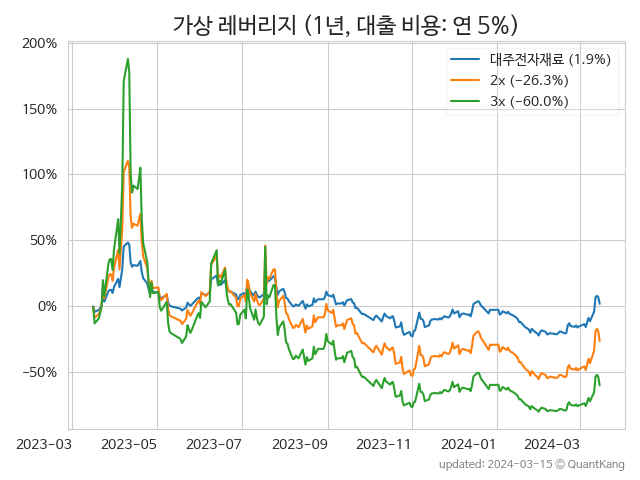 가상 레버리지 (1년, 대출 비용: 연 5%)
200%
150%
100%
50%
0%
−50%
대주전자재료 (1.9%)
2x (−26.3%)
3x (−60.0%)
2023-03 2023-05 2023-07 2023-09 2023-11 2024-01 2024-03
updated: 2024-03-15 © QuantKang